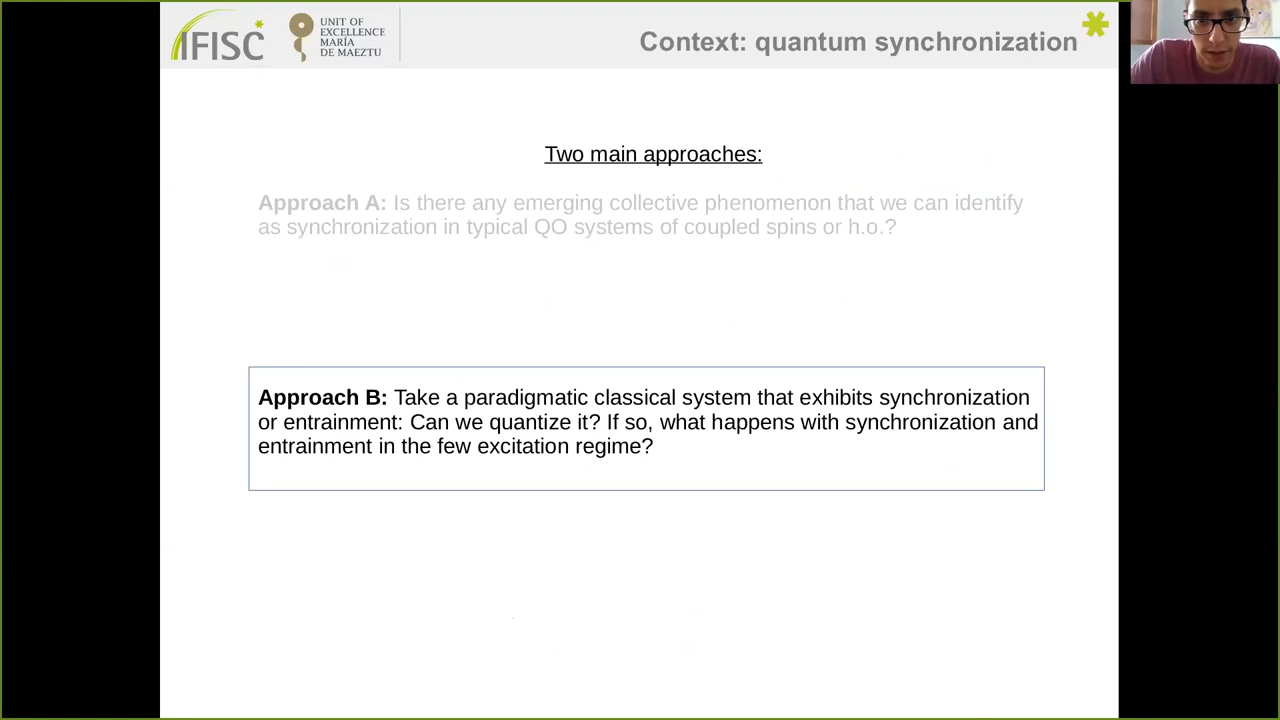 IFISC
UNIT OF
EXCELLENCE
MARÍA
DE MAEZTU
Context: quantum synchronization
Two main approaches:
Approach A: Is there any emerging collective phenomenon that we can identify
as synchronization in typical QO systems of coupled spins or h.o.?
Approach B: Take a paradigmatic classical system that exhibits synchronization
or entrainment: Can we quantize it? If so, what happens with synchronization and
entrainment in the few excitation regime?